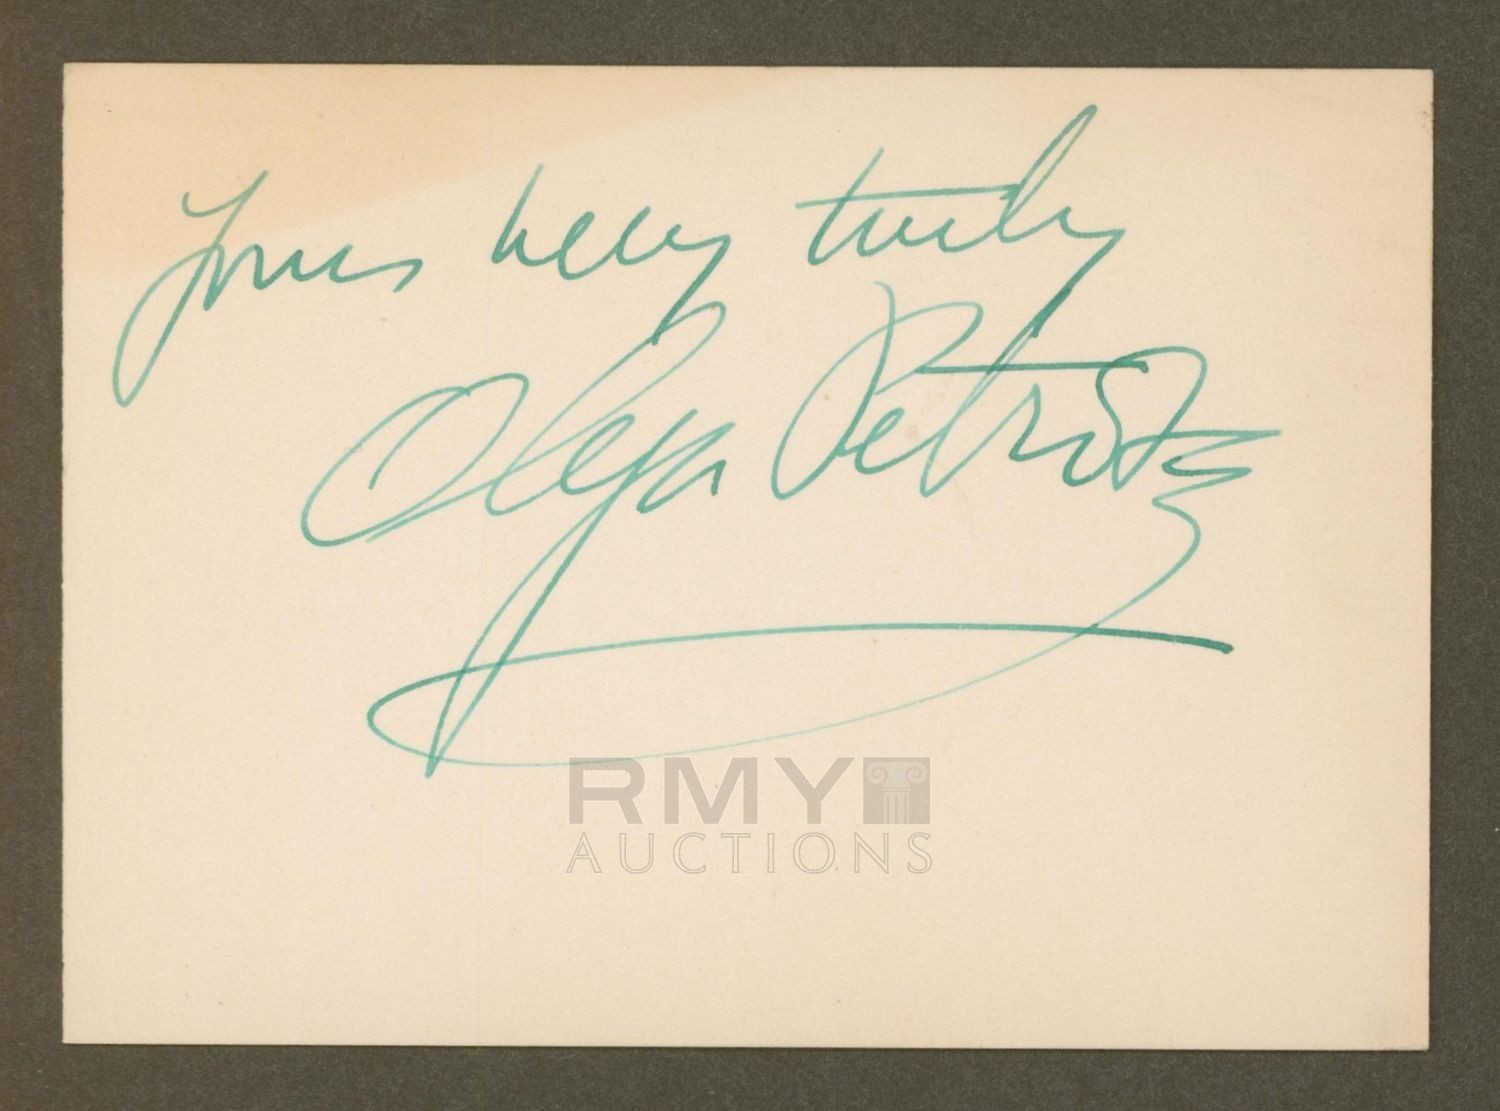 Yours very truly
Olga Petrova
RMY
AUCTIONS